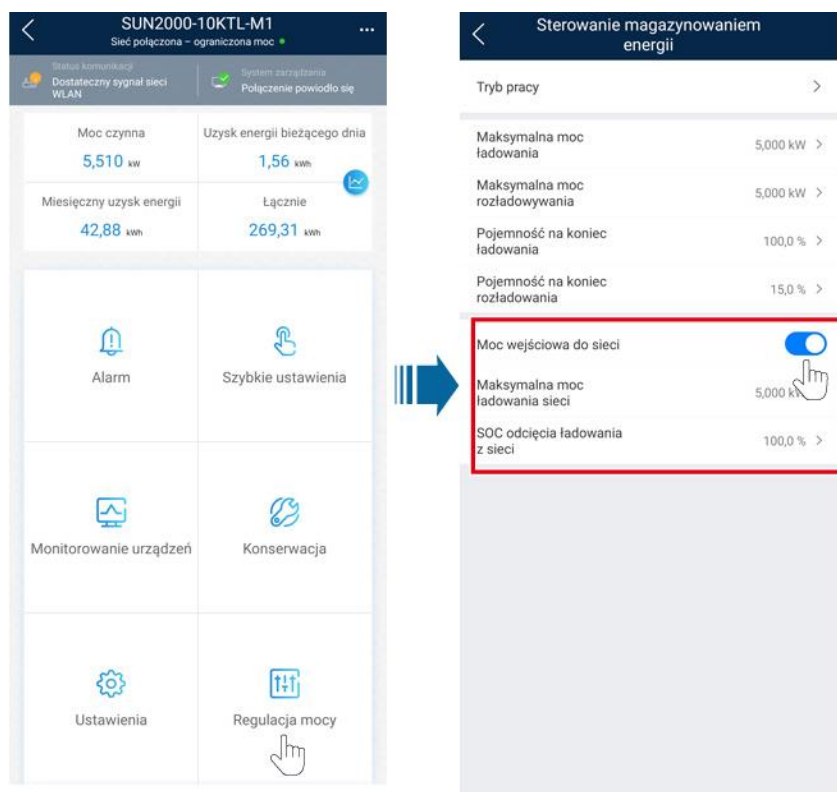 SUN2000-10KTL-M1
Sieć połączona – ograniczona moc
Status komunikacji
Dostateczny sygnał sieci
WLAN
System zarządzania
Połączenie powiodło się
Moc czynna
5,510 kW
Uzysk energii bieżącego dnia
1,56 kWh
Miesięczny uzysk energii
42,88 kWh
Łącznie
269,31 kWh
Alarm
Szybkie ustawienia
Monitorowanie urządzeń
Konserwacja
Ustawienia
Regulacja mocy
Sterowanie magazynowaniem
energii
Tryb pracy
Maksymalna moc
ładowania
5,000 kW
Maksymalna moc
rozładowywania
5,000 kW
Pojemność na koniec
ładowania
100,0 %
Pojemność na koniec
rozładowania
15,0 %
Moc wejściowa do sieci
Maksymalna moc
ładowania sieci
5,000
SOC odcięcia ładowania
z sieci
100,0 %